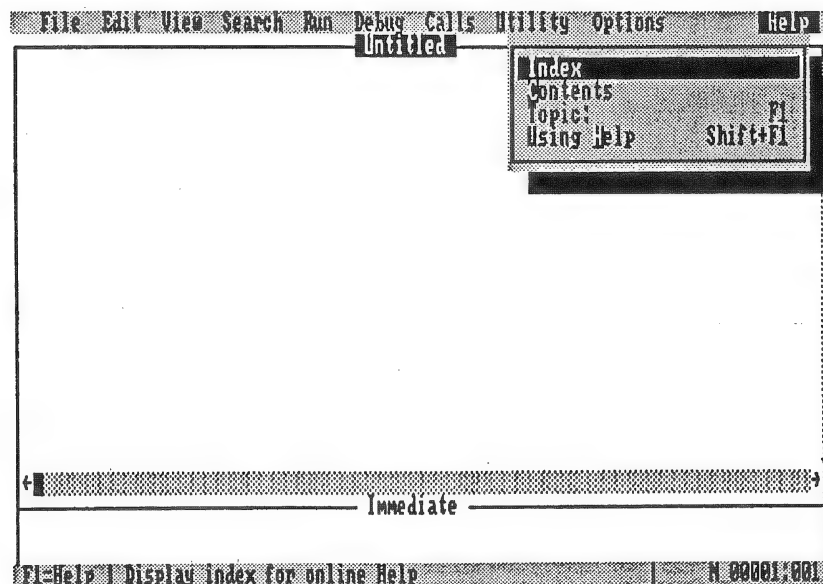 File Edit View Search Run Debug Calls Utility Options Help
Untitled
Index
Contents
Topic: F1
Using Help Shift+F1
Immediate
F1=Help | Display index for online Help N 00001:001